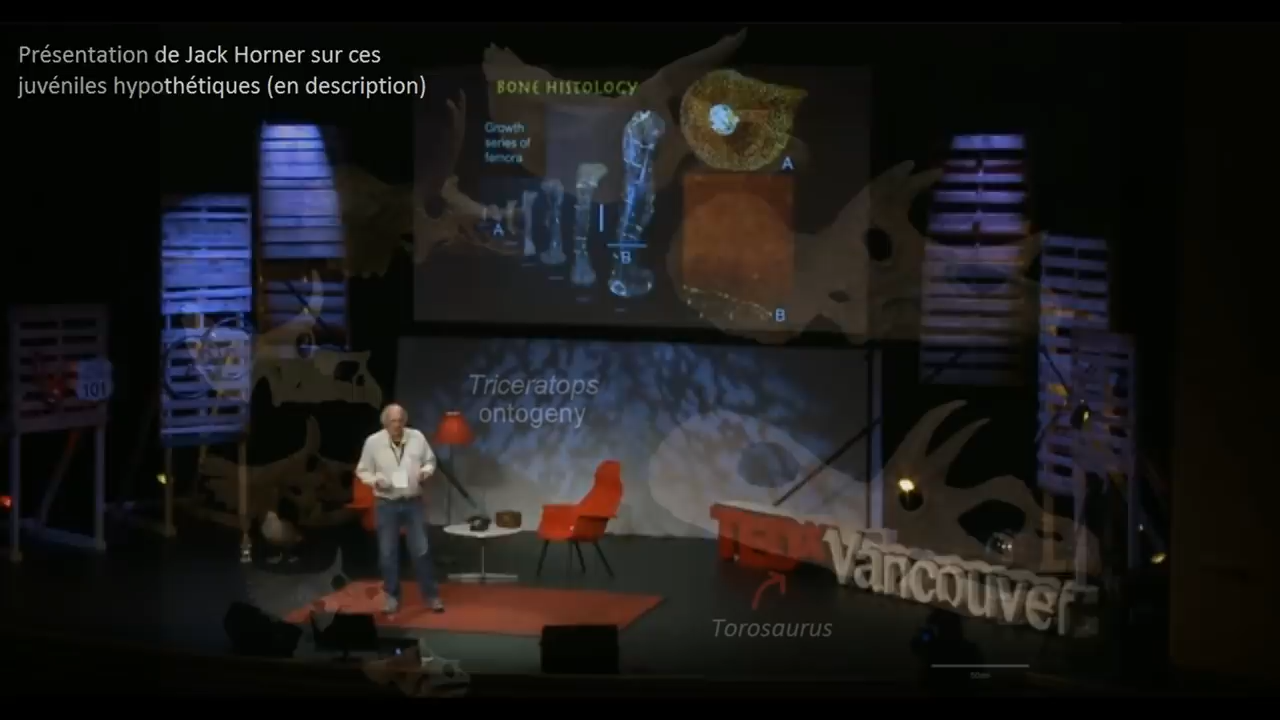 Présentation de Jack Horner sur ces
juvéniles hypothétiques (en description)
BONE HISTOLOGY
Growth
series of
femora
A
A
B
B
101
Triceratops
ontogeny
TEDx
Vancouver
Torosaurus